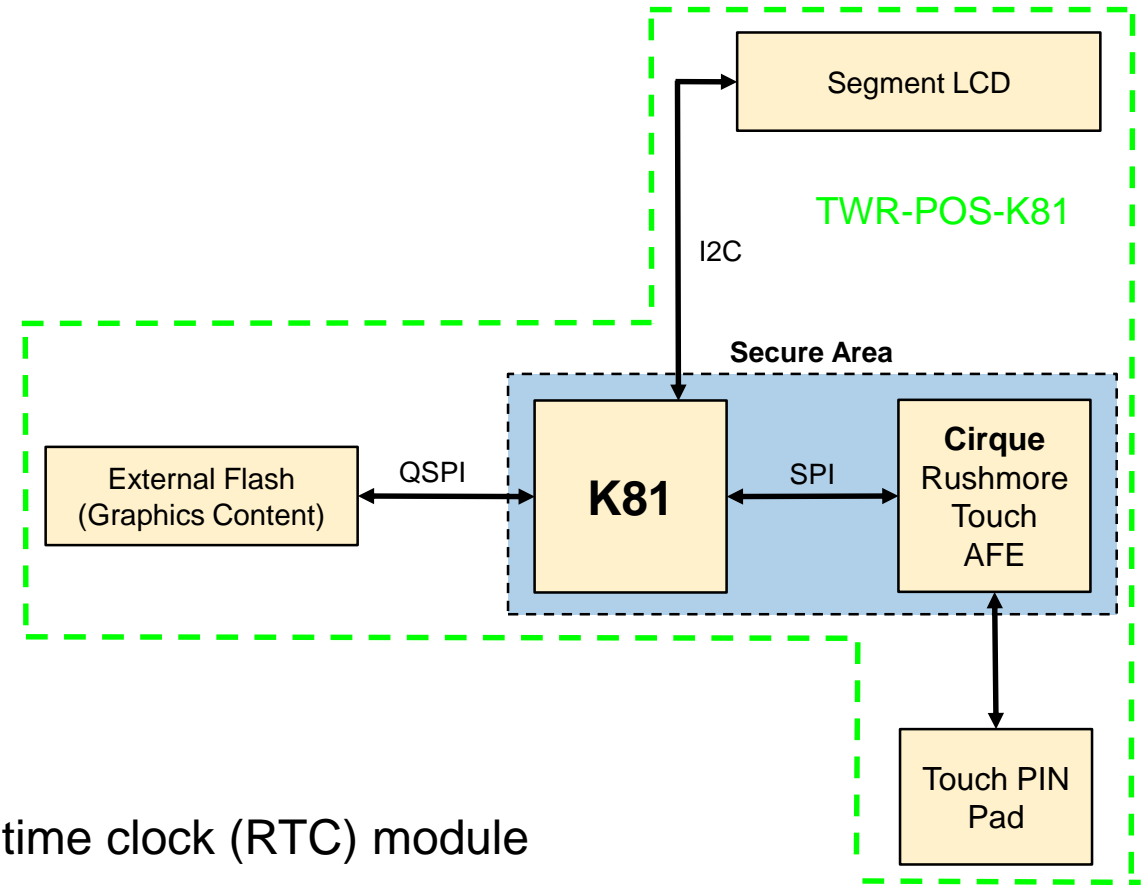 Segment LCD
TWR-POS-K81
I2C
Secure Area
External Flash
(Graphics Content)
QSPI
K81
SPI
Cirque
Rushmore
Touch
AFE
Touch PIN
Pad
time clock (RTC) module